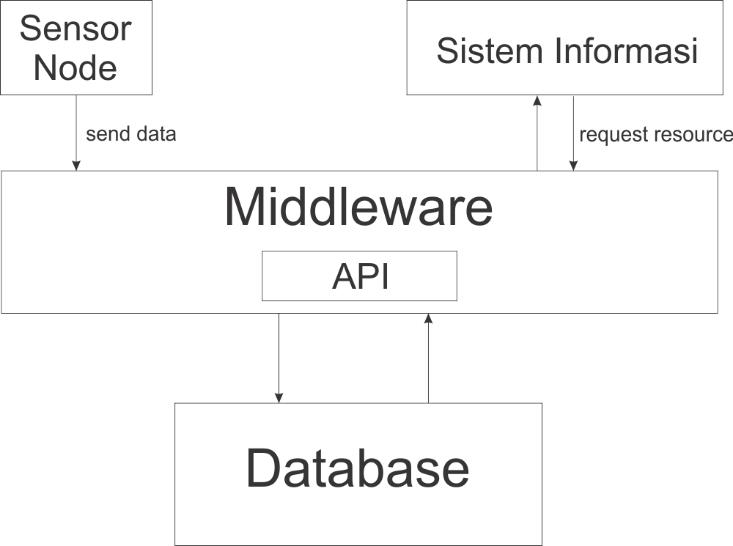 Sensor
Node
Sistem Informasi
send data
request resource
Middleware
API
Database